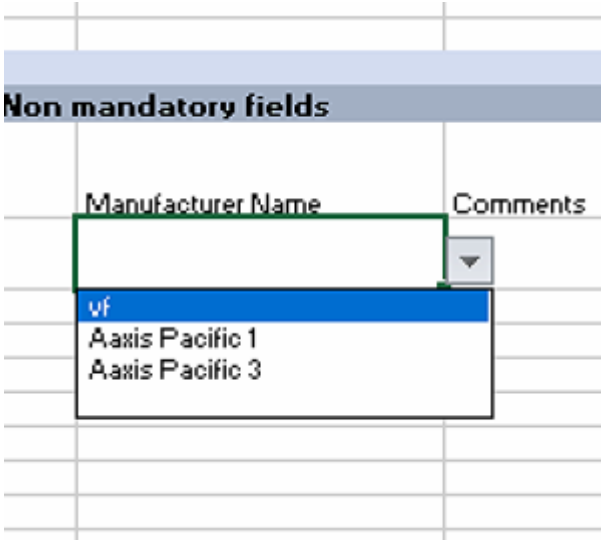 Non mandatory fields
Manufacturer Name Comments
vf
Aaxis Pacific 1
Aaxis Pacific 3